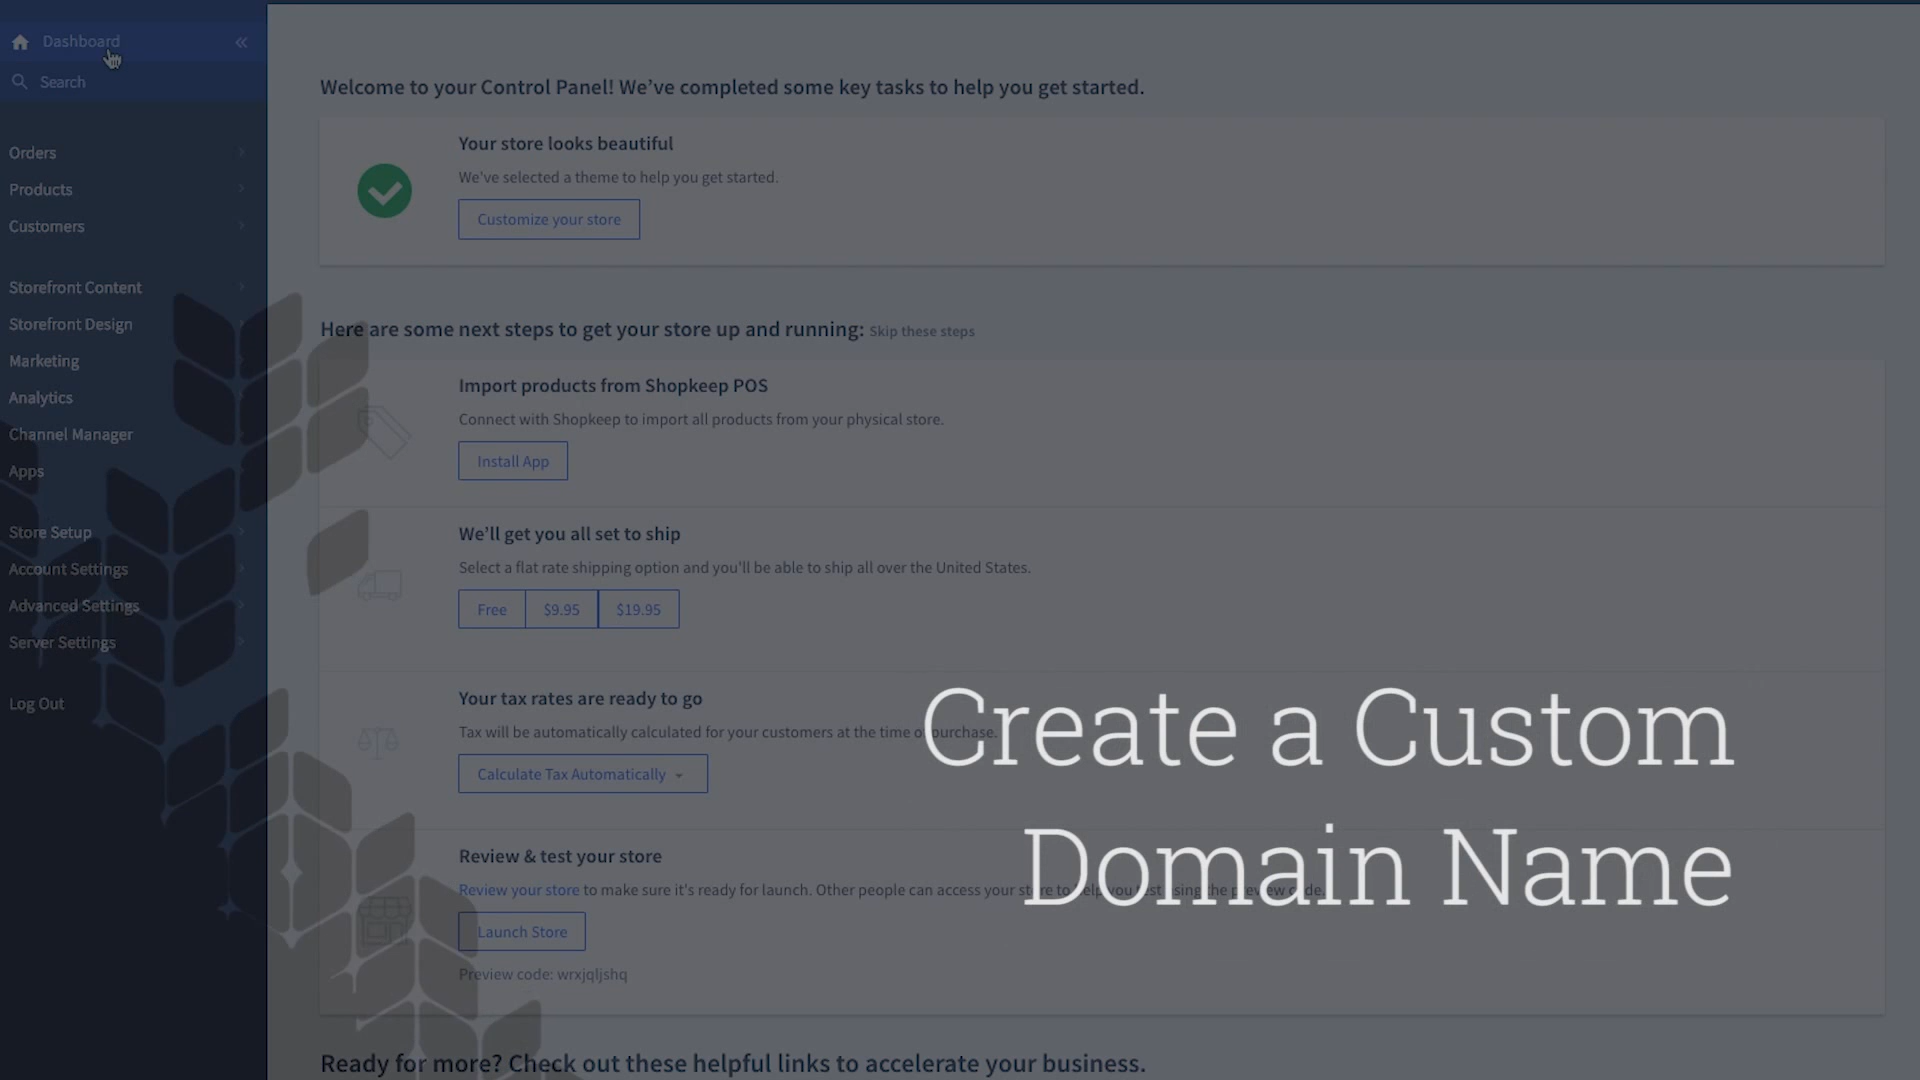 Dashboard
Search
Orders
Products
Customers
Storefront Content
Storefront Design
Marketing
Analytics
Channel Manager
Apps
Store Setup
Account Settings
Advanced Settings
Server Settings
Log Out
Welcome to your Control Panel! We’ve completed some key tasks to help you get started.
Your store looks beautiful
We've selected a theme to help you get started.
Customize your store
Here are some next steps to get your store up and running: Skip these steps
Import products from Shopkeep POS
Connect with Shopkeep to import all products from your physical store.
Install App
We’ll get you all set to ship
Select a flat rate shipping option and you'll be able to ship all over the United States.
Free $9.95 $19.95
Your tax rates are ready to go
Tax will be automatically calculated for your customers at the time of purchase.
Calculate Tax Automatically
Review & test your store
Review your store to make sure it's ready for launch. Other people can access your store to help you test using the preview code.
Launch Store
Preview code: wrxjqljshq
Ready for more? Check out these helpful links to accelerate your business.
Create a Custom
Domain Name